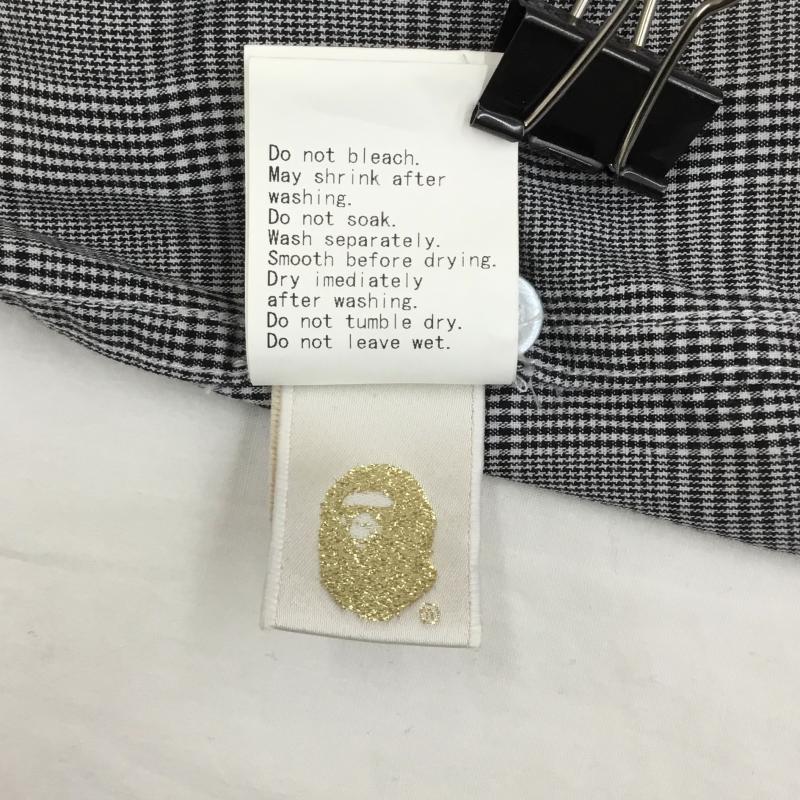 Do not bleach.
May shrink after
washing.
Do not soak.
Wash separately.
Smooth before drying.
Dry imediately
after washing.
Do not tumble dry.
Do not leave wet.
®